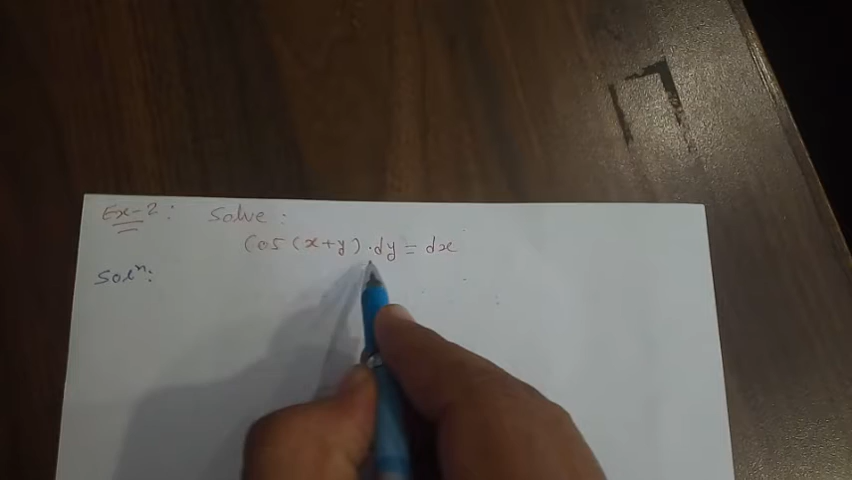 Ex-2: Solve:
Cos(x+y).dy = dx
Solⁿ: